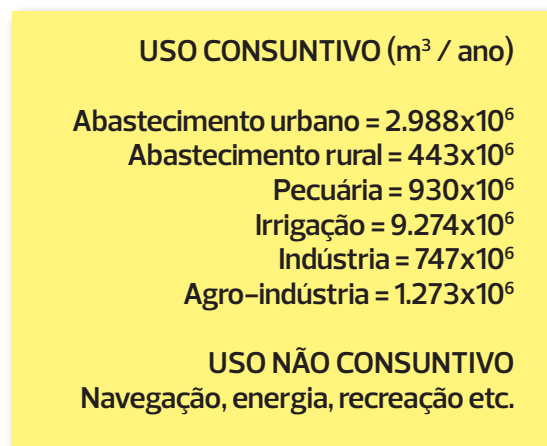 USO CONSUNTIVO (m³ / ano)
Abastecimento urbano = 2.988x10⁶
Abastecimento rural = 443x10⁶
Pecuária = 930x10⁶
Irrigação = 9.274x10⁶
Indústria = 747x10⁶
Agro-indústria = 1.273x10⁶
USO NÃO CONSUNTIVO
Navegação, energia, recreação etc.